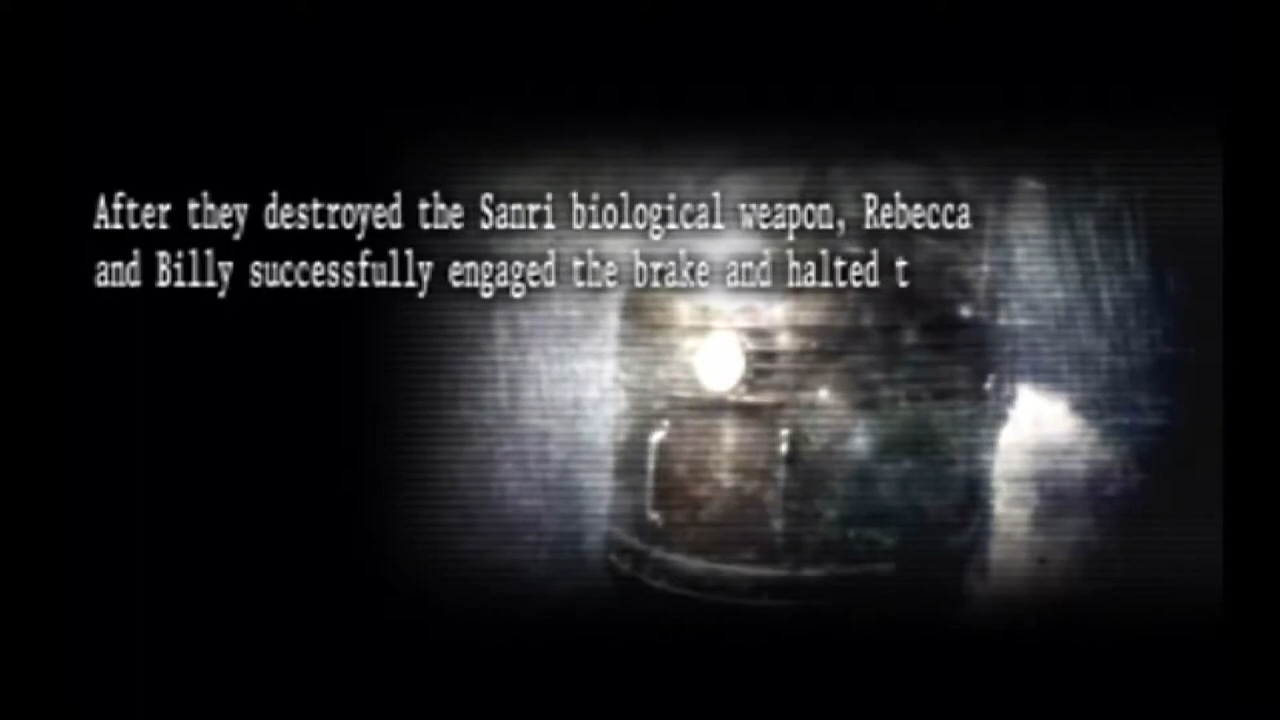 After they destroyed the Sanri biological weapon, Rebecca
and Billy successfully engaged the brake and halted t